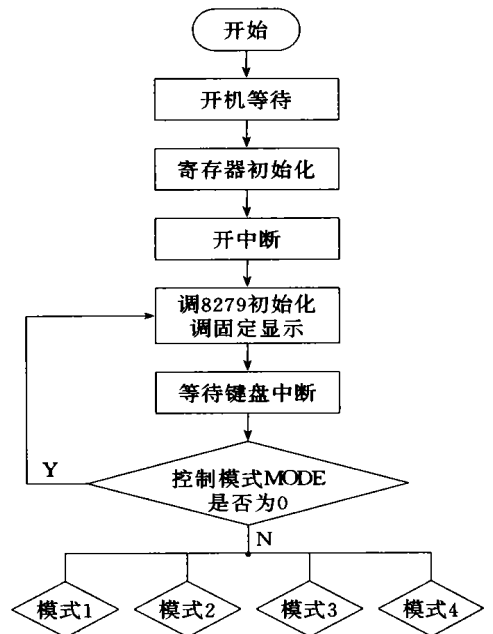 开始
开机等待
寄存器初始化
开中断
调8279初始化
调固定显示
等待键盘中断
Y
控制模式MODE
是否为0
N
模式1
模式2
模式3
模式4